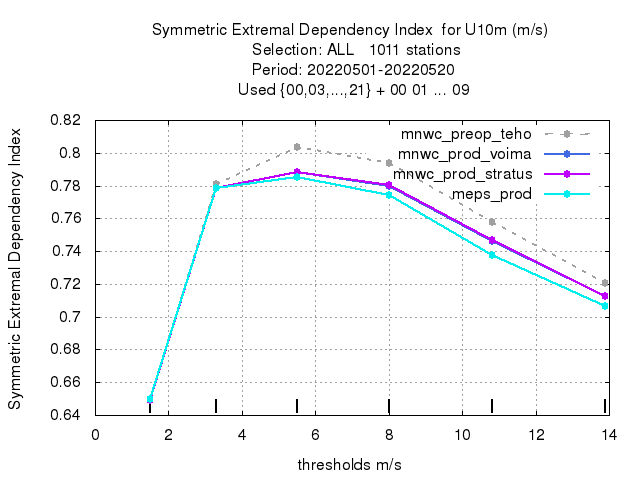 Symmetric Extremal Dependency Index  for U10m (m/s)
Selection: ALL   1011 stations
Period: 20220501-20220520
Used {00,03,...,21} + 00 01 ... 09
Symmetric Extremal Dependency Index
0.82
0.8
0.78
0.76
0.74
0.72
0.7
0.68
0.66
0.64
mnwc_preop_teho
mnwc_prod_voima
mnwc_prod_stratus
meps_prod
0 2 4 6 8 10 12 14
thresholds m/s